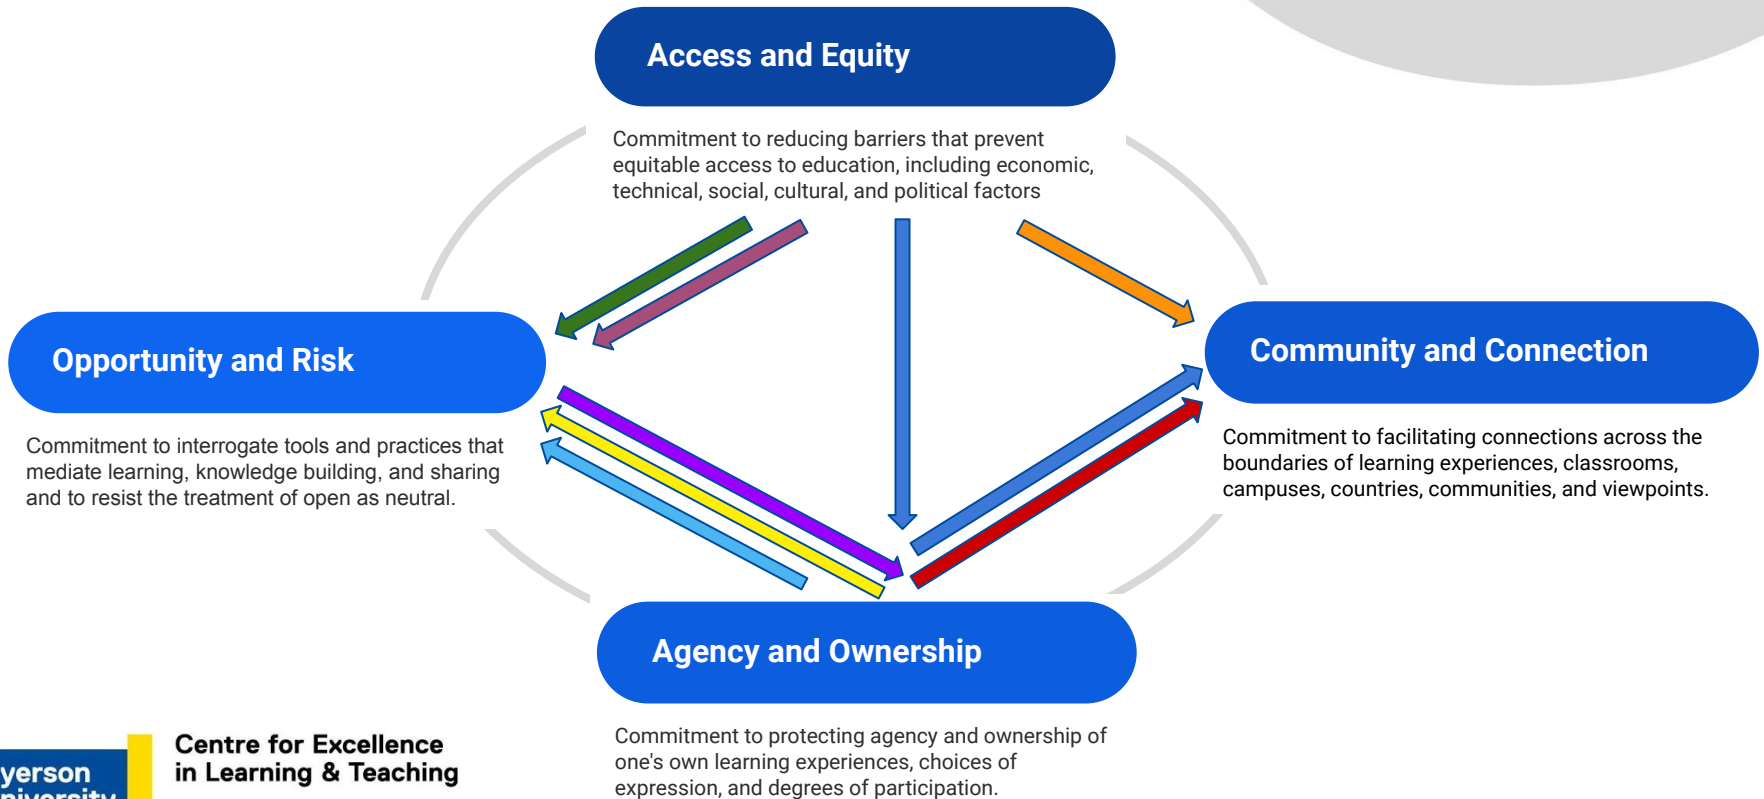 Access and Equity
Commitment to reducing barriers that prevent
equitable access to education, including economic,
technical, social, cultural, and political factors
Opportunity and Risk
Commitment to interrogate tools and practices that
mediate learning, knowledge building, and sharing
and to resist the treatment of open as neutral.
Community and Connection
Commitment to facilitating connections across the
boundaries of learning experiences, classrooms,
campuses, countries, communities, and viewpoints.
Agency and Ownership
Commitment to protecting agency and ownership of
one's own learning experiences, choices of
expression, and degrees of participation.
yerson
niversity
Centre for Excellence
in Learning & Teaching